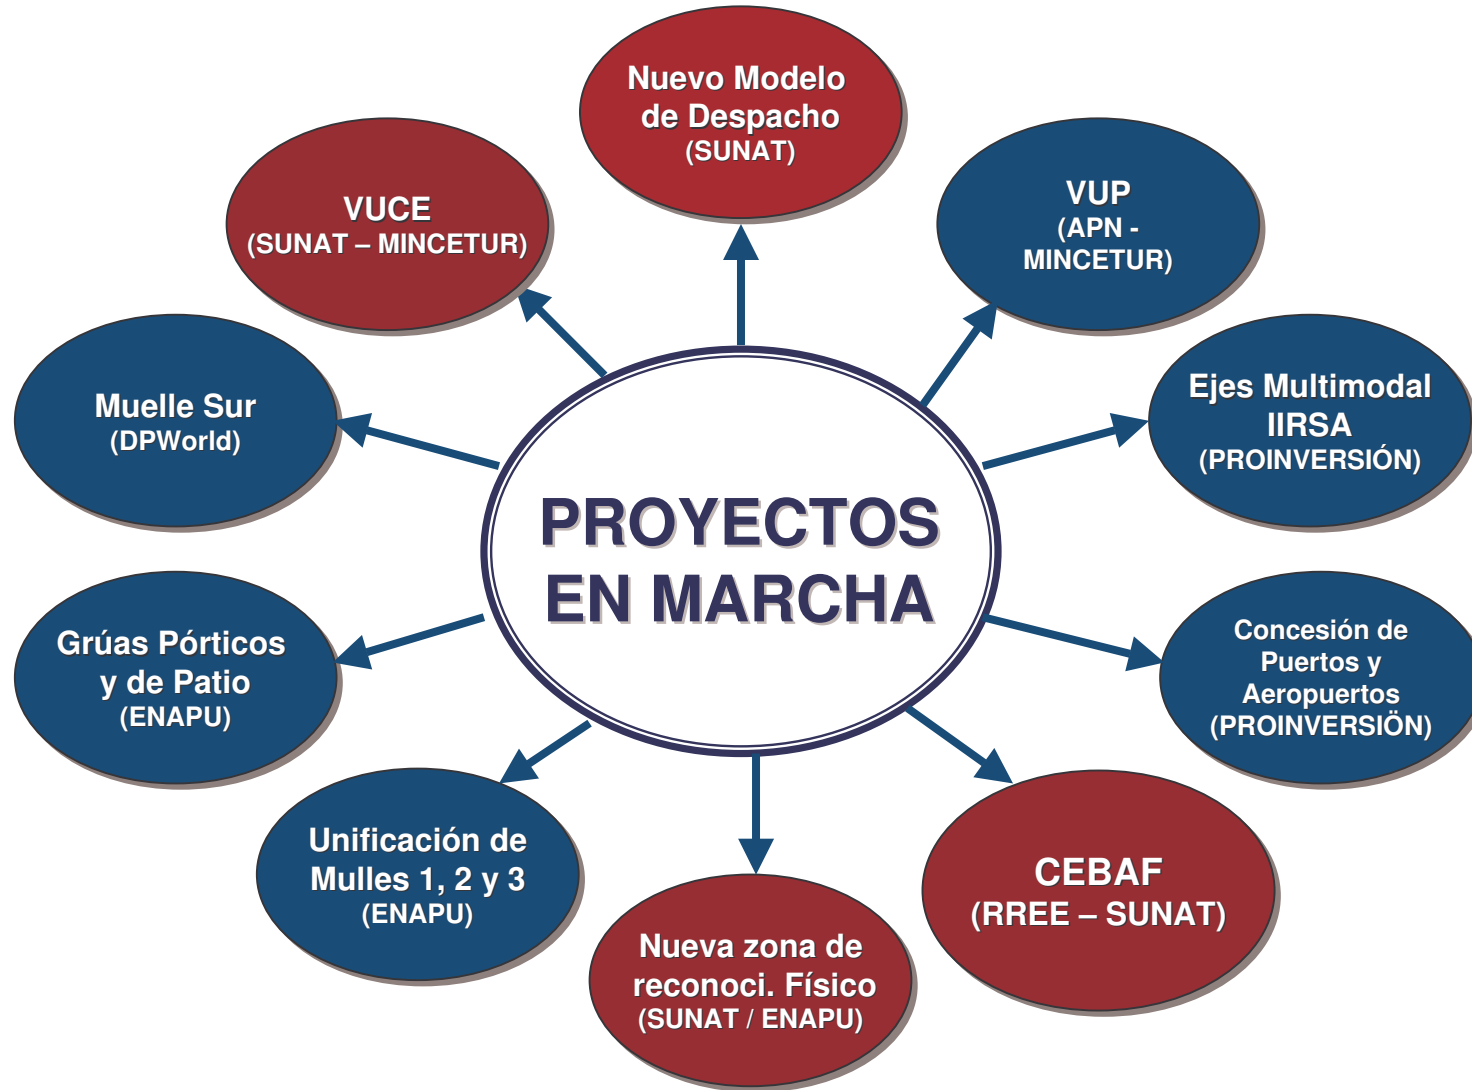 Nuevo Modelo
de Despacho
(SUNAT)
VUCE
(SUNAT – MINCETUR)
VUP
(APN -
MINCETUR)
Muelle Sur
(DPWorld)
Ejes Multimodal
IIRSA
(PROINVERSIÓN)
PROYECTOS
EN MARCHA
Grúas Pórticos
y de Patio
(ENAPU)
Concesión de
Puertos y
Aeropuertos
(PROINVERSIÖN)
Unificación de
Mulles 1, 2 y 3
(ENAPU)
CEBAF
(RREE – SUNAT)
Nueva zona de
reconoci. Físico
(SUNAT / ENAPU)